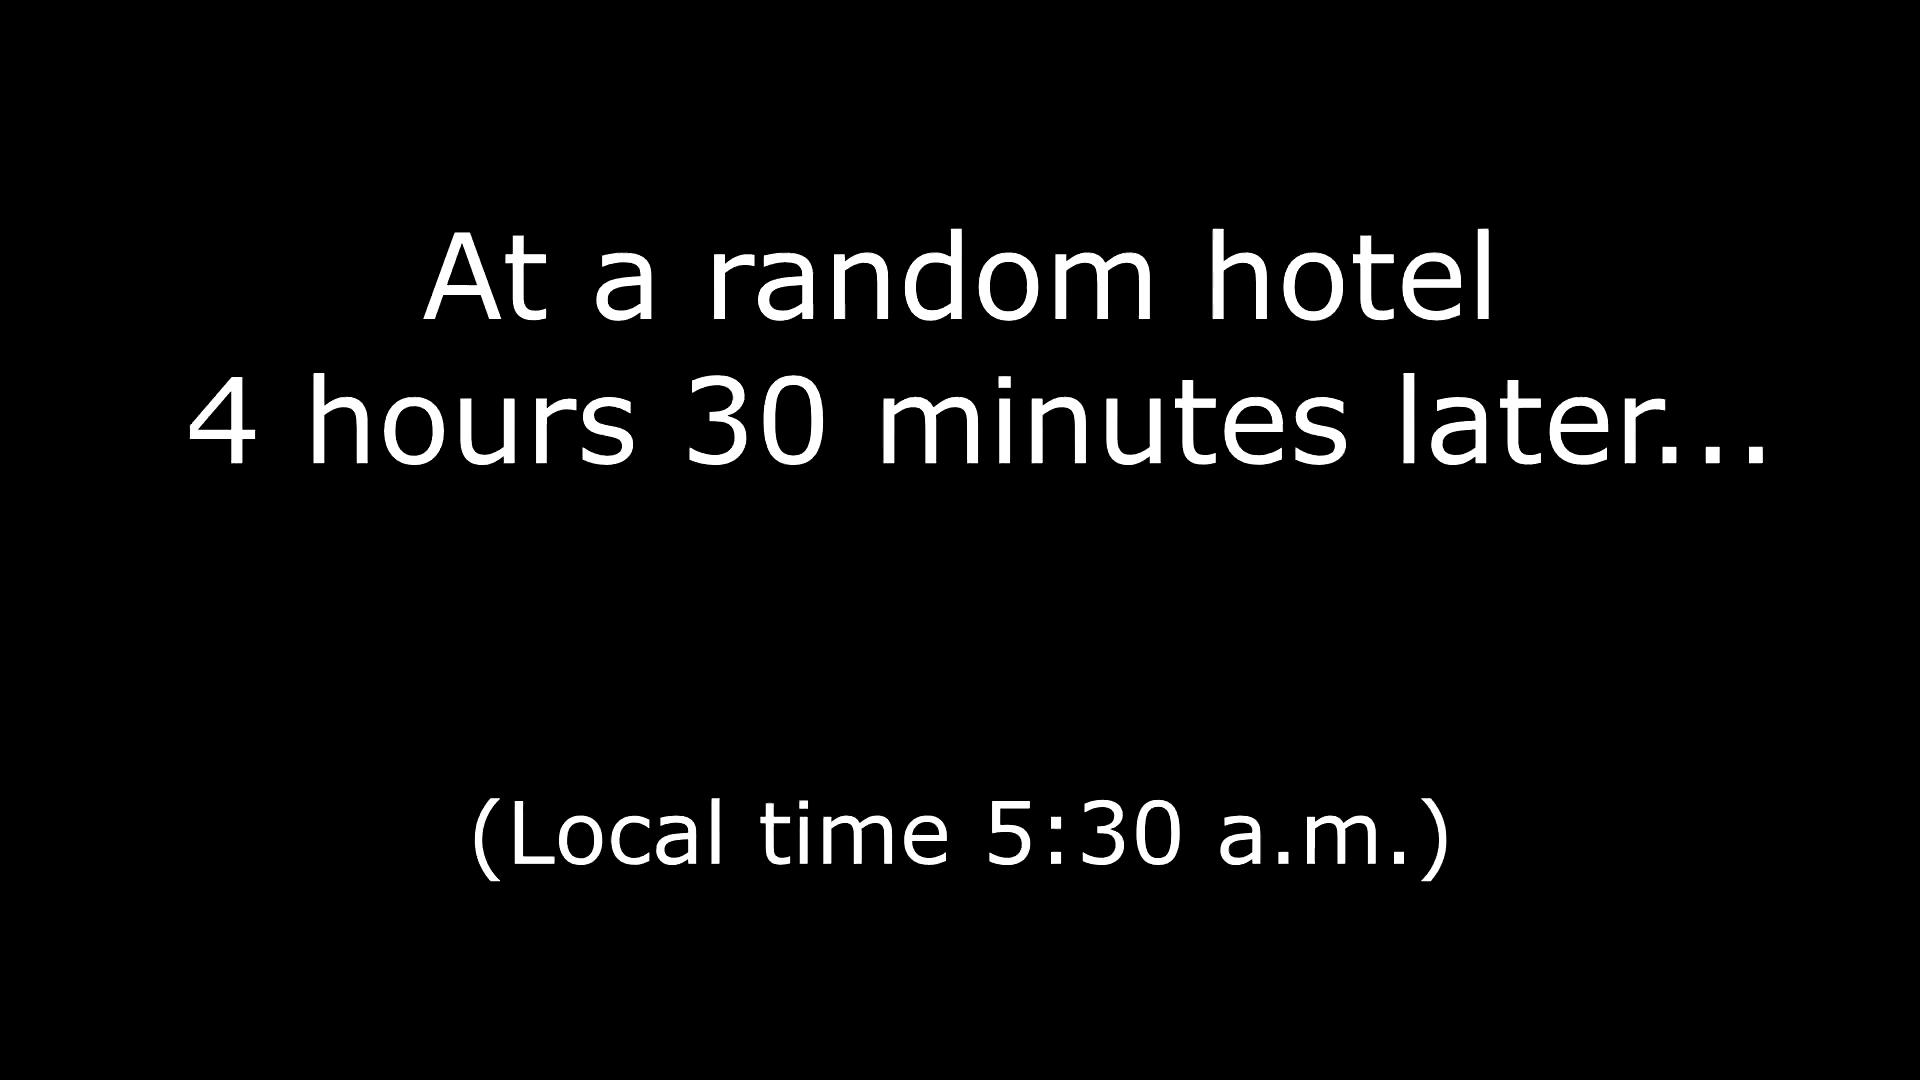 At a random hotel
4 hours 30 minutes later...
(Local time 5:30 a.m.)